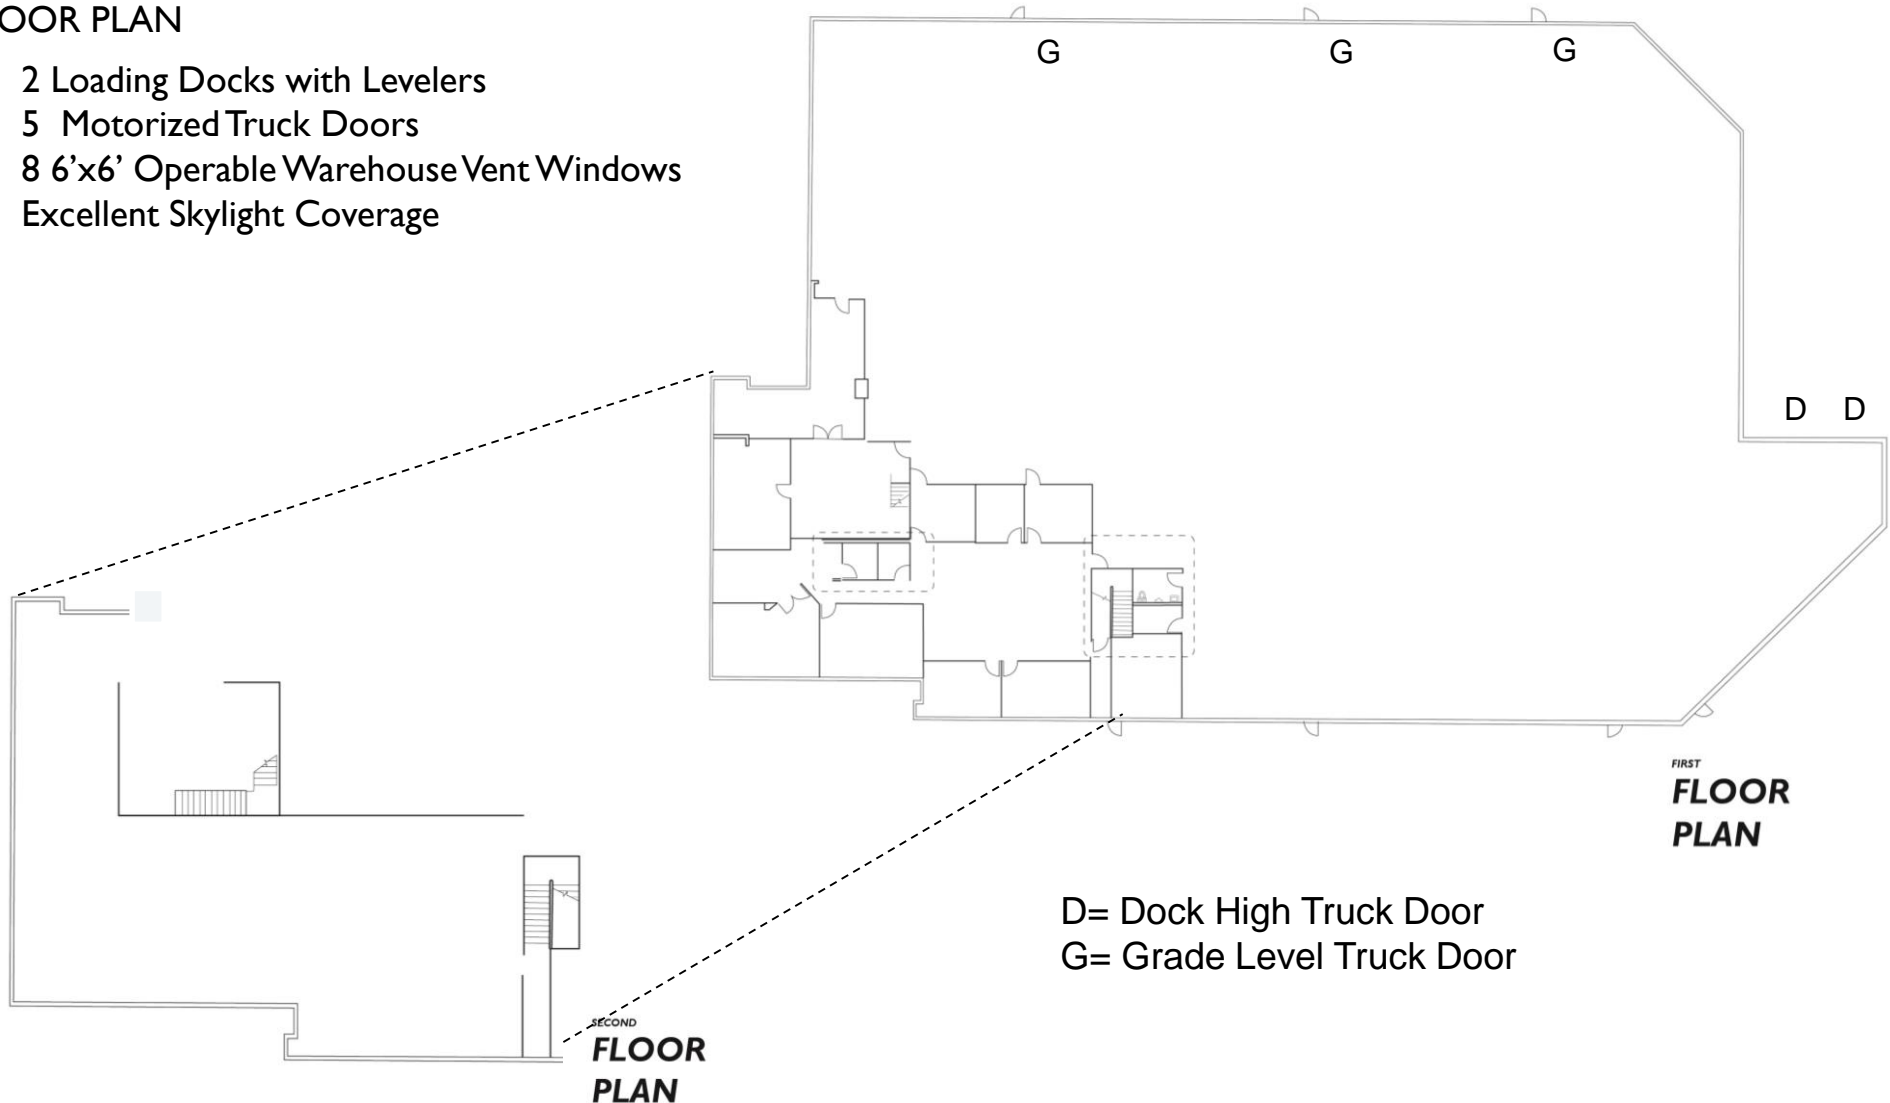 OOR PLAN
2 Loading Docks with Levelers
5 Motorized Truck Doors
8 6’x6’ Operable Warehouse Vent Windows
Excellent Skylight Coverage
G
G
G
D D
FIRST
FLOOR
PLAN
D= Dock High Truck Door
G= Grade Level Truck Door
SECOND
FLOOR
PLAN